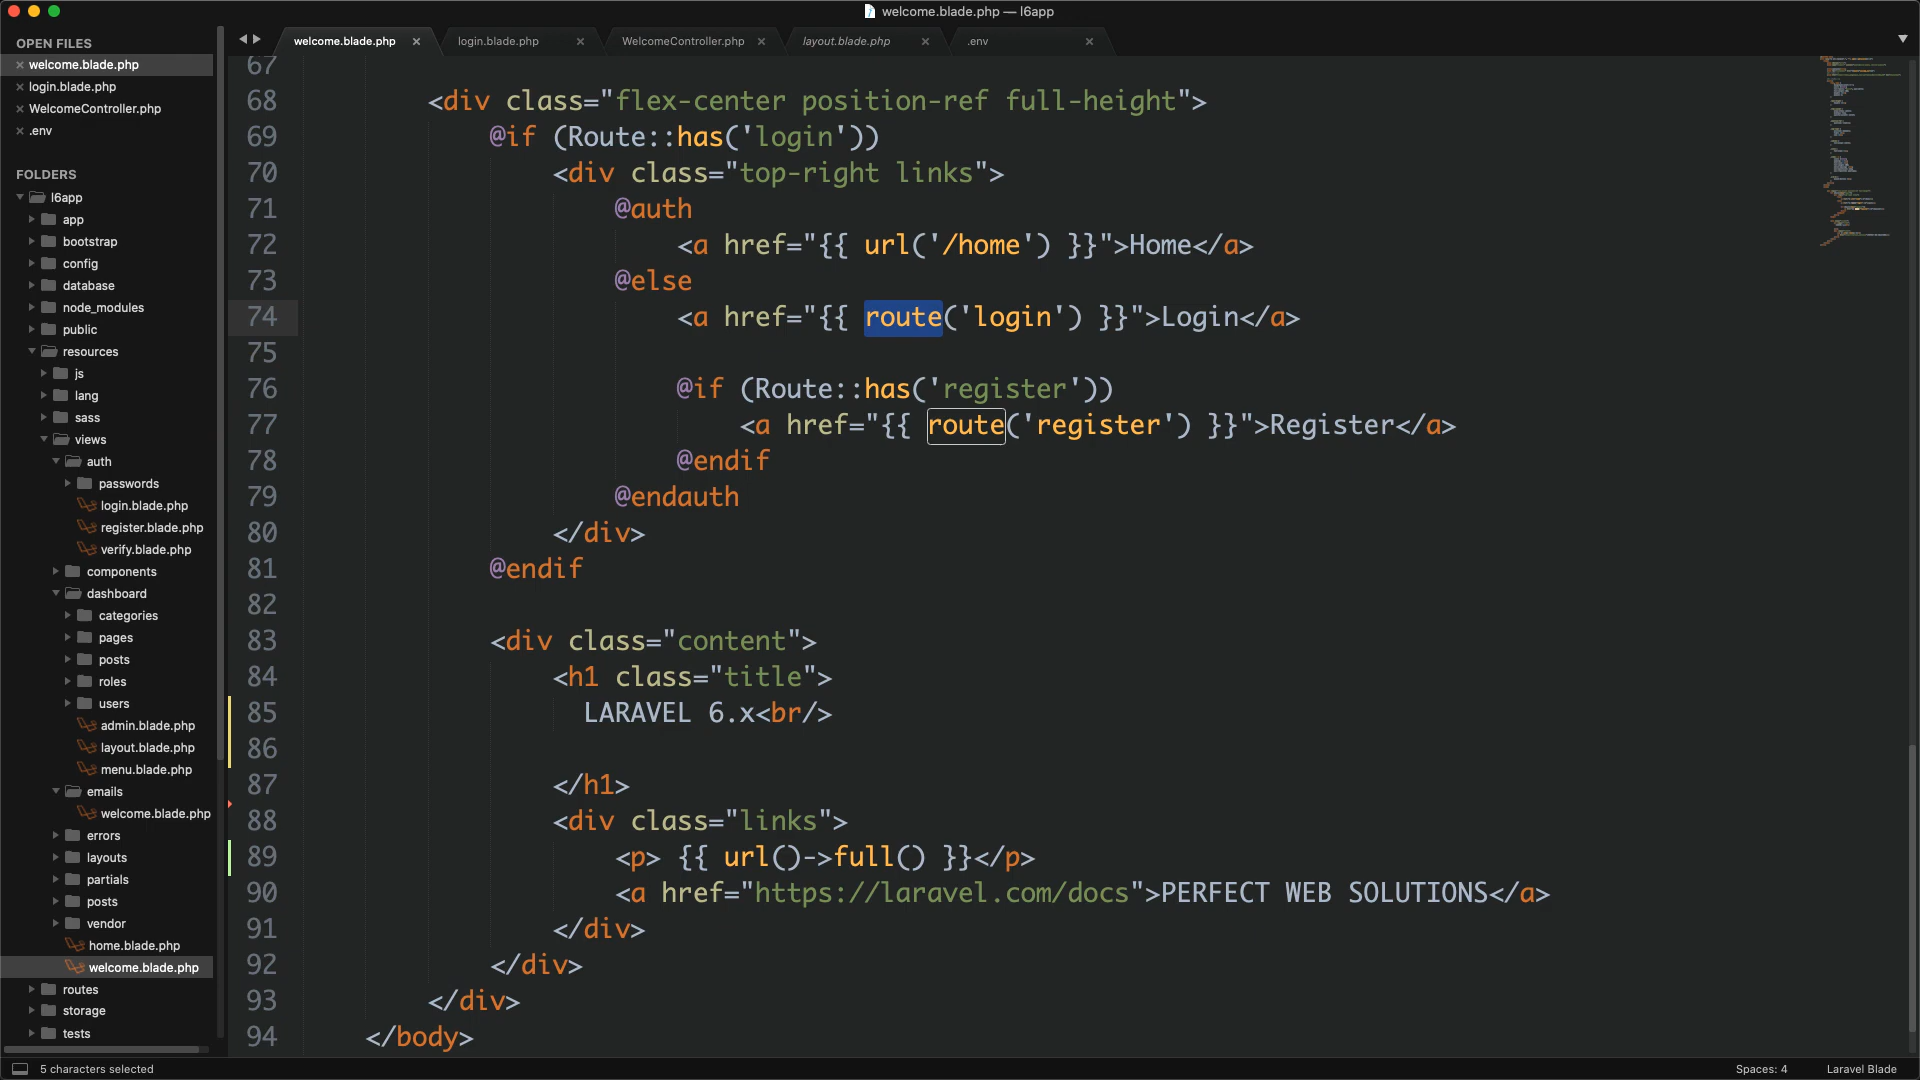 welcome.blade.php — l6app
OPEN FILES
welcome.blade.php
login.blade.php
WelcomeController.php
.env
FOLDERS
l6app
app
bootstrap
config
database
node_modules
public
resources
js
lang
sass
views
auth
passwords
login.blade.php
register.blade.php
verify.blade.php
components
dashboard
categories
pages
posts
roles
users
admin.blade.php
layout.blade.php
menu.blade.php
emails
welcome.blade.php
errors
layouts
partials
posts
vendor
home.blade.php
welcome.blade.php
routes
storage
tests
welcome.blade.php login.blade.php WelcomeController.php layout.blade.php .env
67
68 <div class="flex-center position-ref full-height">
69 @if (Route::has('login'))
70 <div class="top-right links">
71 @auth
72 <a href="{{ url('/home') }}">Home</a>
73 @else
74 <a href="{{ route('login') }}">Login</a>
75
76 @if (Route::has('register'))
77 <a href="{{ route('register') }}">Register</a>
78 @endif
79 @endauth
80 </div>
81 @endif
82
83 <div class="content">
84 <h1 class="title">
85 LARAVEL 6.x<br/>
86
87 </h1>
88 <div class="links">
89 <p> {{ url()->full() }}</p>
90 <a href="https://laravel.com/docs">PERFECT WEB SOLUTIONS</a>
91 </div>
92 </div>
93 </div>
94 </body>
5 characters selected
Spaces: 4
Laravel Blade